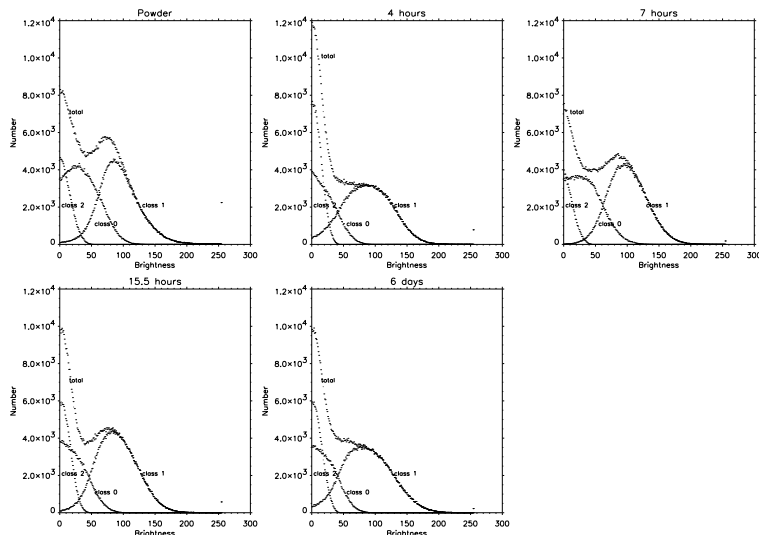 Powder
1.2×10⁴
1.0×10⁴
8.0×10³
6.0×10³
4.0×10³
2.0×10³
0
Number
total
class 2
class 1
class 0
0 50 100 150 200 250 300
Brightness
4 hours
1.2×10⁴
1.0×10⁴
8.0×10³
6.0×10³
4.0×10³
2.0×10³
0
Number
total
class 2
class 1
class 0
0 50 100 150 200 250 300
Brightness
7 hours
1.2×10⁴
1.0×10⁴
8.0×10³
6.0×10³
4.0×10³
2.0×10³
0
Number
total
class 2
class 1
class 0
0 50 100 150 200 250 300
Brightness
15.5 hours
1.2×10⁴
1.0×10⁴
8.0×10³
6.0×10³
4.0×10³
2.0×10³
0
Number
total
class 2
class 1
class 0
0 50 100 150 200 250 300
Brightness
6 days
1.2×10⁴
1.0×10⁴
8.0×10³
6.0×10³
4.0×10³
2.0×10³
0
Number
total
class 2
class 1
class 0
0 50 100 150 200 250 300
Brightness